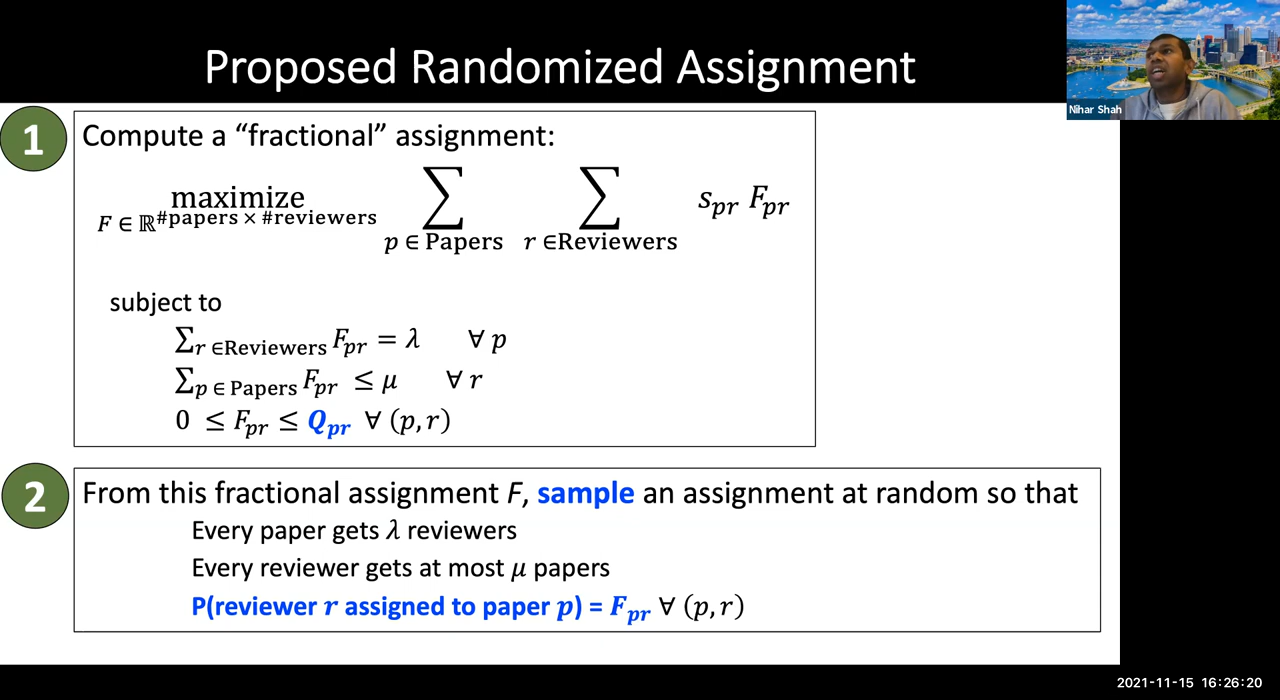 Proposed Randomized Assignment
Nihar Shah
1
Compute a “fractional” assignment:
maximize
F ∈ ℝ^#papers × #reviewers
∑ p ∈ Papers ∑ r ∈Reviewers s_pr F_pr
subject to
∑_r ∈Reviewers F_pr = λ ∀ p
∑_p ∈ Papers F_pr ≤ μ ∀ r
0 ≤ F_pr ≤ Q_pr ∀ (p, r)
2
From this fractional assignment F, sample an assignment at random so that
Every paper gets λ reviewers
Every reviewer gets at most μ papers
P(reviewer r assigned to paper p) = F_pr ∀ (p, r)
2021-11-15 16:26:20